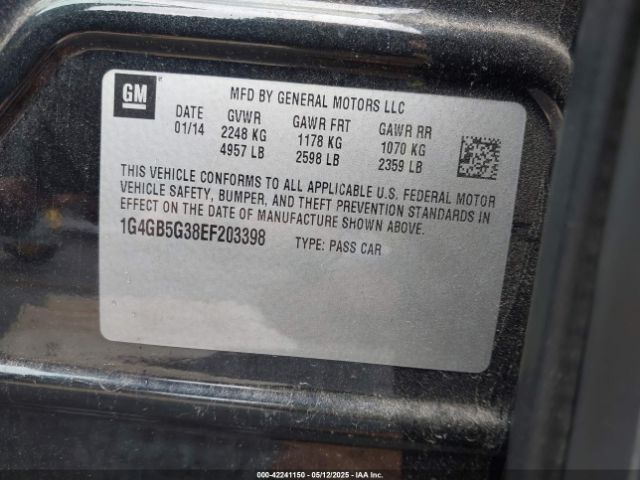 GM
MFD BY GENERAL MOTORS LLC
DATE GVWR GAWR FRT GAWR RR
01/14 2248 KG 1178 KG 1070 KG
4957 LB 2598 LB 2359 LB
THIS VEHICLE CONFORMS TO ALL APPLICABLE U.S. FEDERAL MOTOR
VEHICLE SAFETY, BUMPER, AND THEFT PREVENTION STANDARDS IN
EFFECT ON THE DATE OF MANUFACTURE SHOWN ABOVE.
1G4GB5G38EF203398 TYPE: PASS CAR
000-42241150 - 05/12/2025 - IAA Inc.